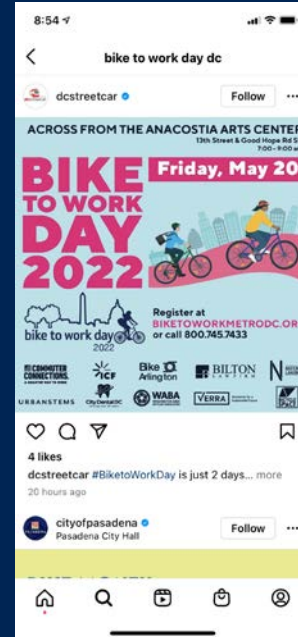 8:54
bike to work day dc
dcstreetcar
Follow
ACROSS FROM THE ANACOSTIA ARTS CENTER
13th Street & Good Hope Rd S
7:00 - 9:00 a
BIKE
TO WORK
DAY
2022
Friday, May 20
bike to work day
2022
Register at
BIKETOWORKMETRODC.OR
or call 800.745.7433
COMMUTER
CONNECTIONS
ICF
Bike
Arlington
BILTON
URBANSTEMS
WABA
VERRA
4 likes
dcstreetcar #BiketoWorkDay is just 2 days... more
20 hours ago
cityofpasadena
Pasadena City Hall
Follow